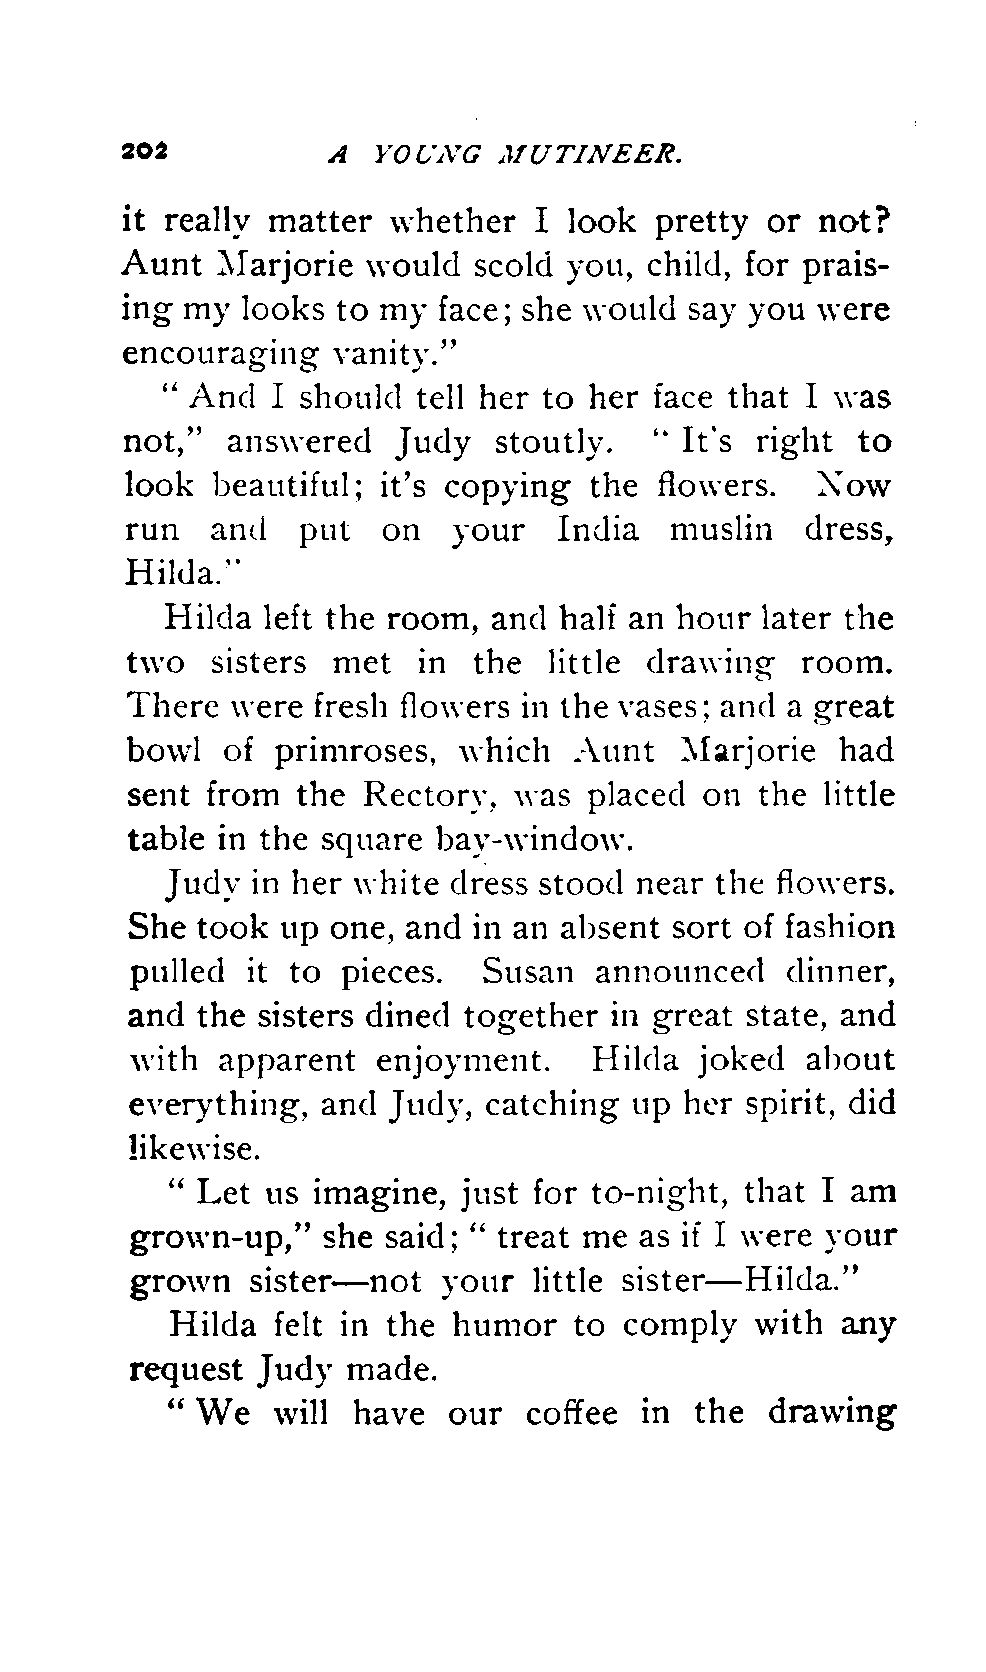 202 A YOUNG MUTINEER.
it really matter whether I look pretty or not?
Aunt Marjorie would scold you, child, for prais-
ing my looks to my face; she would say you were
encouraging vanity."
" And I should tell her to her face that I was
not," answered Judy stoutly. " It's right to
look beautiful; it's copying the flowers. Now
run and put on your India muslin dress,
Hilda."
Hilda left the room, and half an hour later the
two sisters met in the little drawing room.
There were fresh flowers in the vases; and a great
bowl of primroses, which Aunt Marjorie had
sent from the Rectory, was placed on the little
table in the square bay-window.
Judy in her white dress stood near the flowers.
She took up one, and in an absent sort of fashion
pulled it to pieces. Susan announced dinner,
and the sisters dined together in great state, and
with apparent enjoyment. Hilda joked about
everything, and Judy, catching up her spirit, did
likewise.
" Let us imagine, just for to-night, that I am
grown-up," she said; " treat me as if I were your
grown sister—not your little sister—Hilda."
Hilda felt in the humor to comply with any
request Judy made.
" We will have our coffee in the drawing